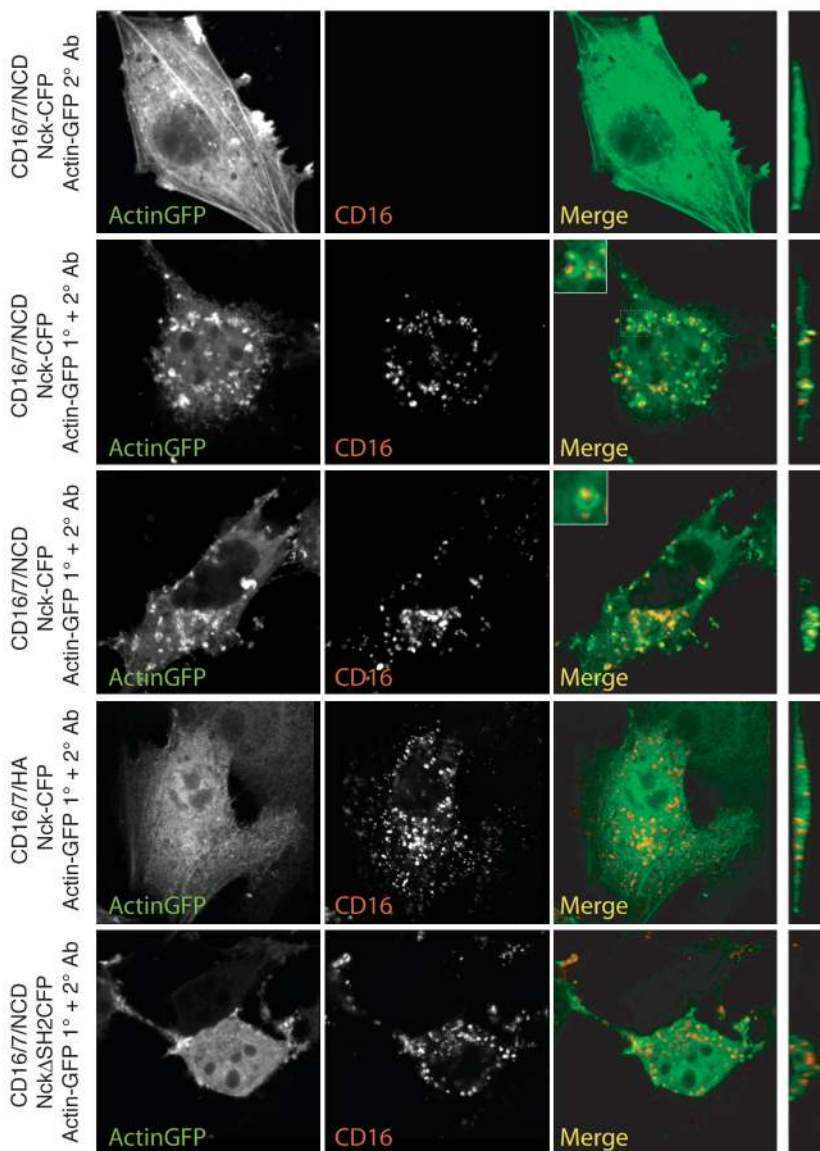 CD16/7/NCD
Nck-CFP
Actin-GFP 2° Ab
ActinGFP
CD16
Merge
CD16/7/NCD
Nck-CFP
Actin-GFP 1° + 2° Ab
ActinGFP
CD16
Merge
CD16/7/NCD
Nck-CFP
Actin-GFP 1° + 2° Ab
ActinGFP
CD16
Merge
CD16/7/HA
Nck-CFP
Actin-GFP 1° + 2° Ab
ActinGFP
CD16
Merge
CD16/7/NCD
NckΔSH2CFP
Actin-GFP 1° + 2° Ab
ActinGFP
CD16
Merge